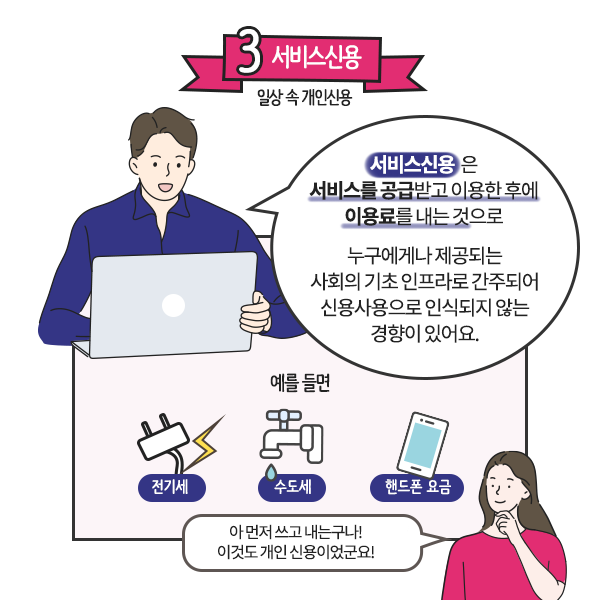 3 서비스신용
일상 속 개인신용
서비스신용 은
서비스를 공급받고 이용한 후에
이용료를 내는 것으로
누구에게나 제공되는
사회의 기초 인프라로 간주되어
신용사용으로 인식되지 않는
경향이 있어요.
예를 들면
전기세 수도세 핸드폰 요금
아 먼저 쓰고 내는구나!
이것도 개인 신용이었군요!